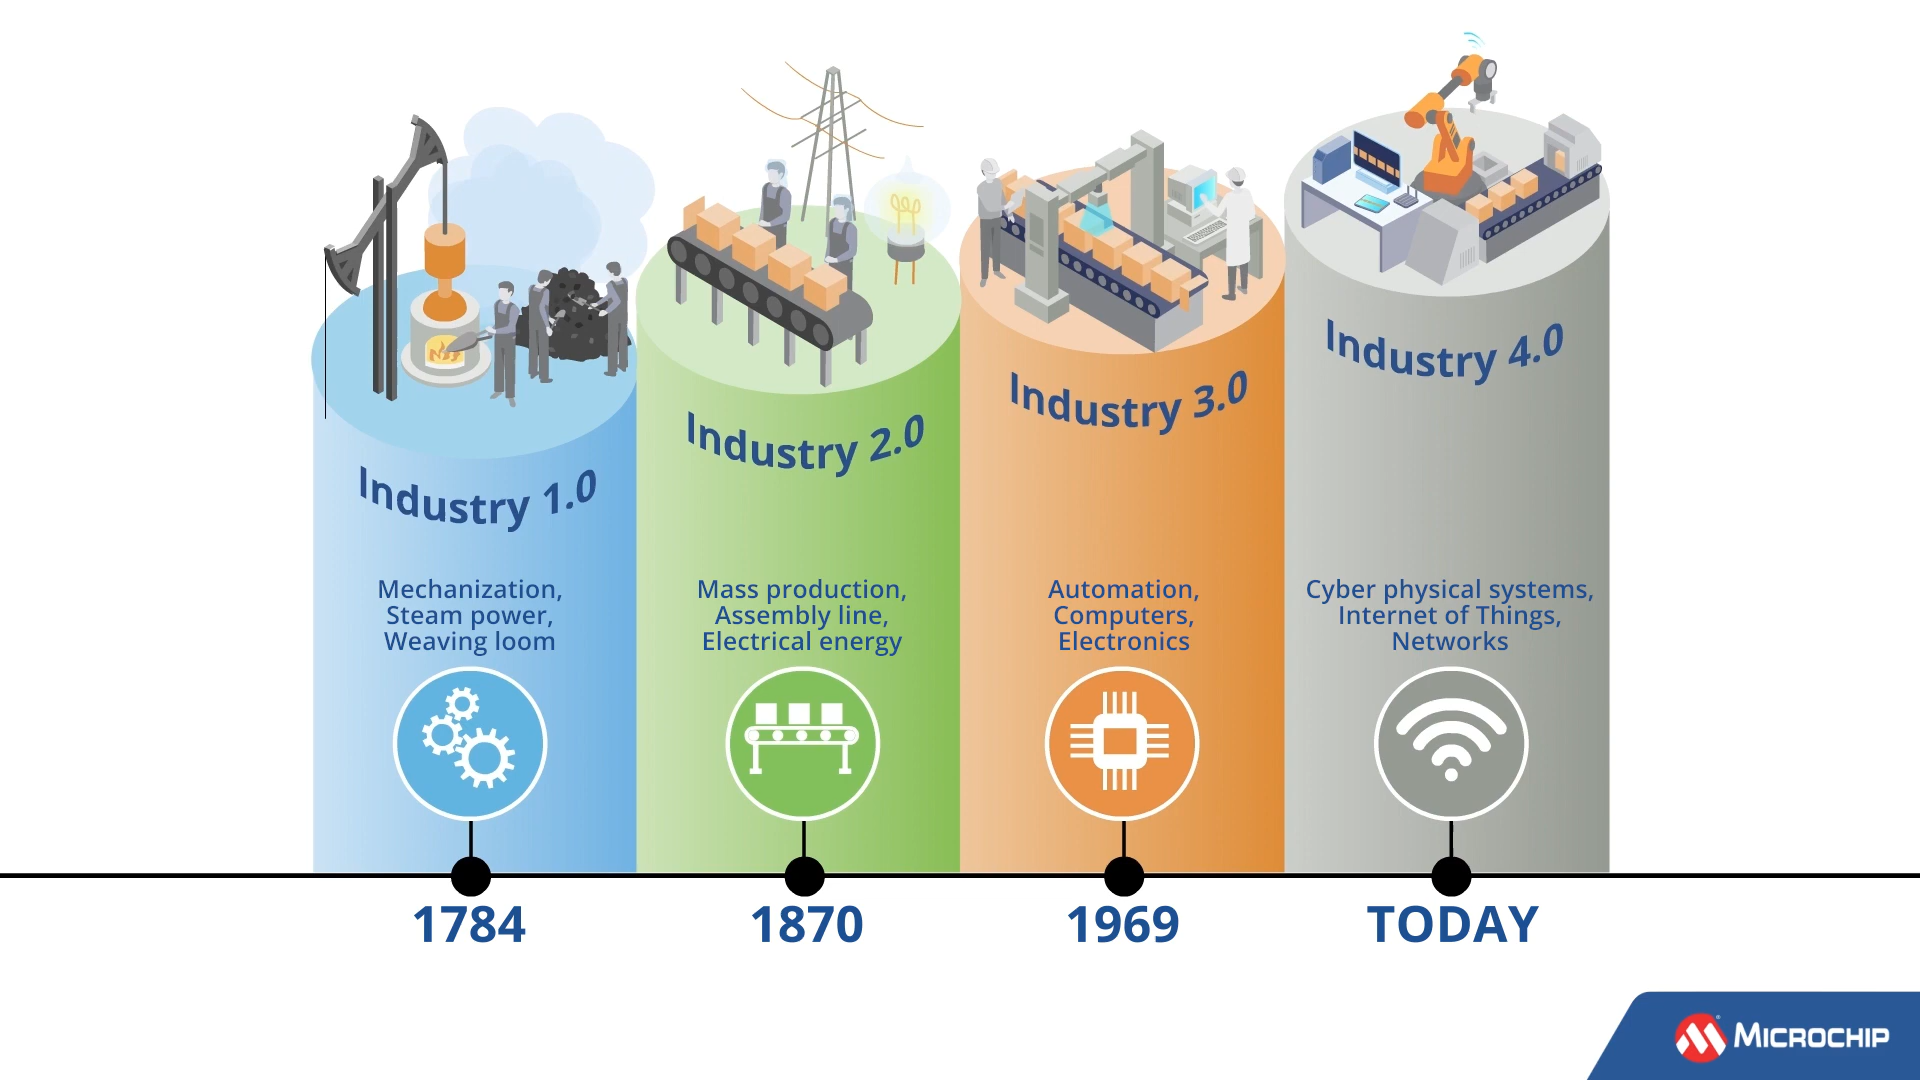 Industry 1.0
Mechanization,
Steam power,
Weaving loom
1784
Industry 2.0
Mass production,
Assembly line,
Electrical energy
1870
Industry 3.0
Automation,
Computers,
Electronics
1969
Industry 4.0
Cyber physical systems,
Internet of Things,
Networks
TODAY
MICROCHIP